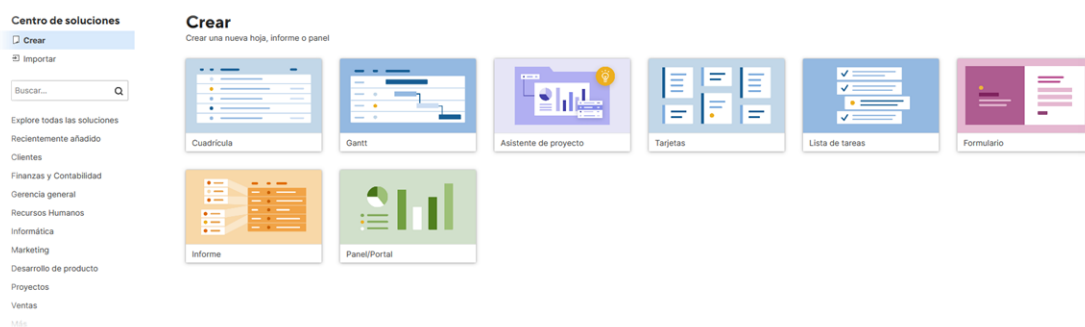 Centro de soluciones
Crear
Importar
Buscar...
Explore todas las soluciones
Recientemente añadido
Clientes
Finanzas y Contabilidad
Gerencia general
Recursos Humanos
Informática
Marketing
Desarrollo de producto
Proyectos
Ventas
Más
Crear
Crear una nueva hoja, informe o panel
Cuadrícula
Gantt
Asistente de proyecto
Tarjetas
Lista de tareas
Formulario
Informe
Panel/Portal